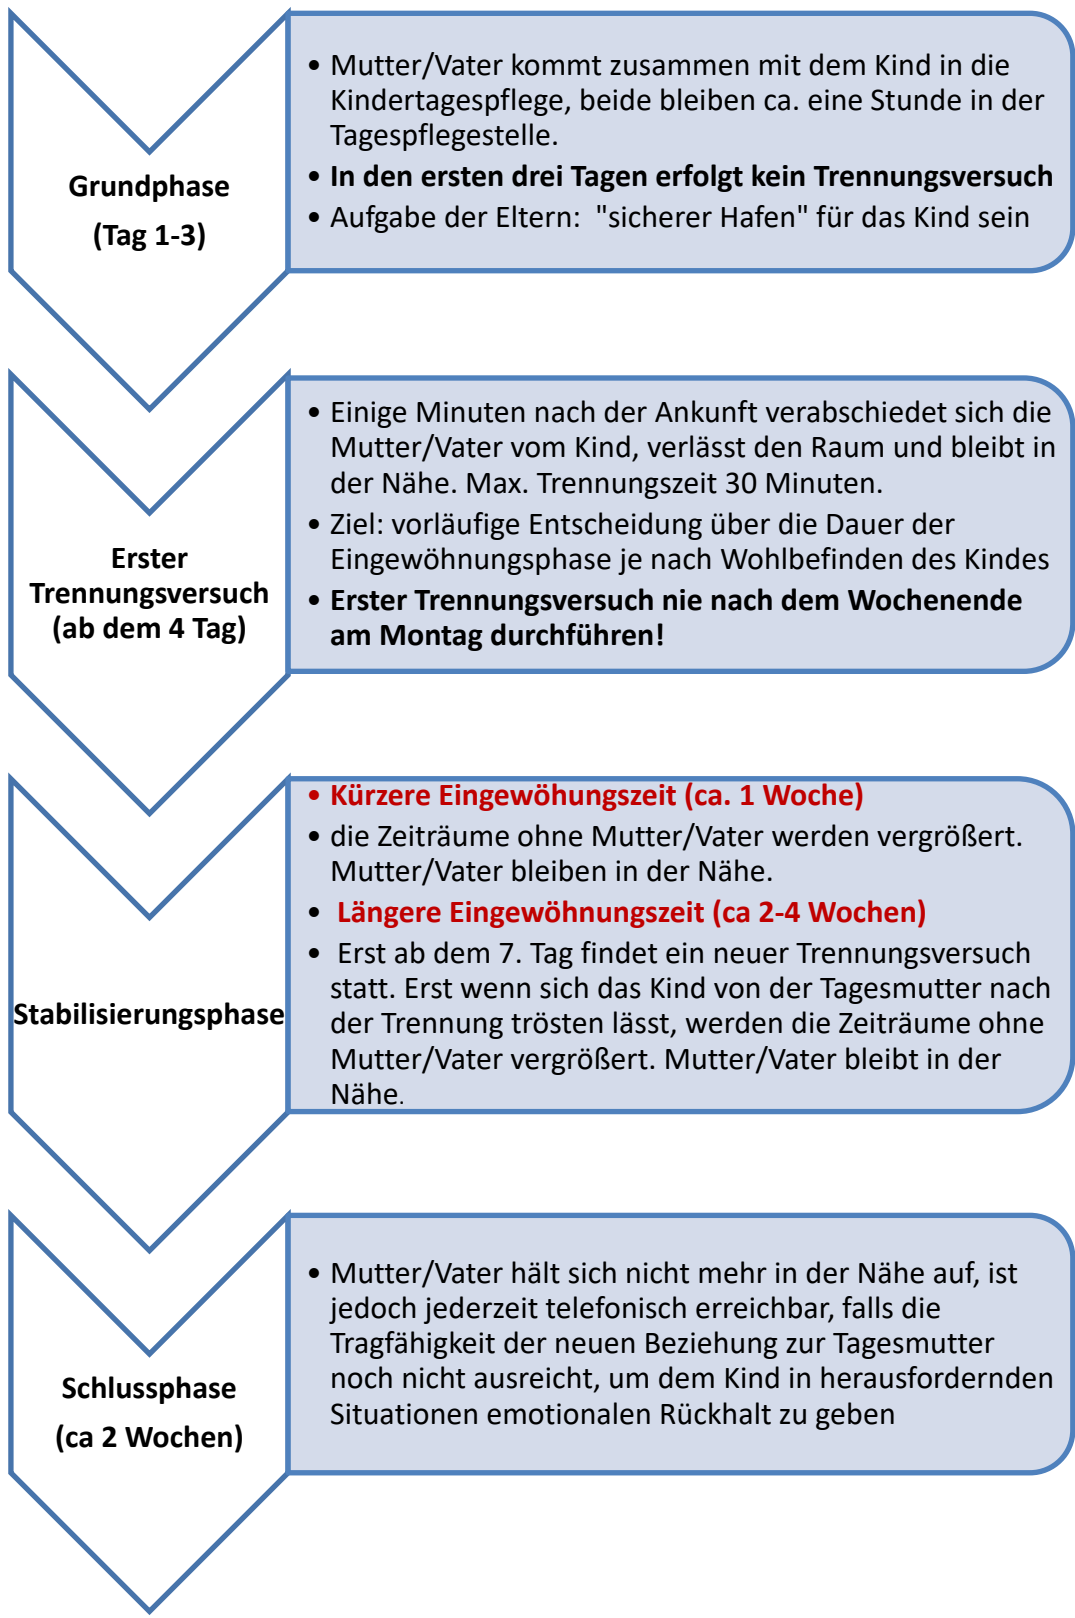 Grundphase
(Tag 1-3)
• Mutter/Vater kommt zusammen mit dem Kind in die
Kindertagespflege, beide bleiben ca. eine Stunde in der
Tagespflegestelle.
• In den ersten drei Tagen erfolgt kein Trennungsversuch
• Aufgabe der Eltern: "sicherer Hafen" für das Kind sein
Erster
Trennungsversuch
(ab dem 4 Tag)
• Einige Minuten nach der Ankunft verabschiedet sich die
Mutter/Vater vom Kind, verlässt den Raum und bleibt in
der Nähe. Max. Trennungszeit 30 Minuten.
• Ziel: vorläufige Entscheidung über die Dauer der
Eingewöhnungsphase je nach Wohlbefinden des Kindes
• Erster Trennungsversuch nie nach dem Wochenende
am Montag durchführen!
Stabilisierungsphase
• Kürzere Eingewöhungszeit (ca. 1 Woche)
• die Zeiträume ohne Mutter/Vater werden vergrößert.
Mutter/Vater bleiben in der Nähe.
• Längere Eingewöhnungszeit (ca 2-4 Wochen)
• Erst ab dem 7. Tag findet ein neuer Trennungsversuch
statt. Erst wenn sich das Kind von der Tagesmutter nach
der Trennung trösten lässt, werden die Zeiträume ohne
Mutter/Vater vergrößert. Mutter/Vater bleibt in der
Nähe.
Schlussphase
(ca 2 Wochen)
• Mutter/Vater hält sich nicht mehr in der Nähe auf, ist
jedoch jederzeit telefonisch erreichbar, falls die
Tragfähigkeit der neuen Beziehung zur Tagesmutter
noch nicht ausreicht, um dem Kind in herausfordernden
Situationen emotionalen Rückhalt zu geben